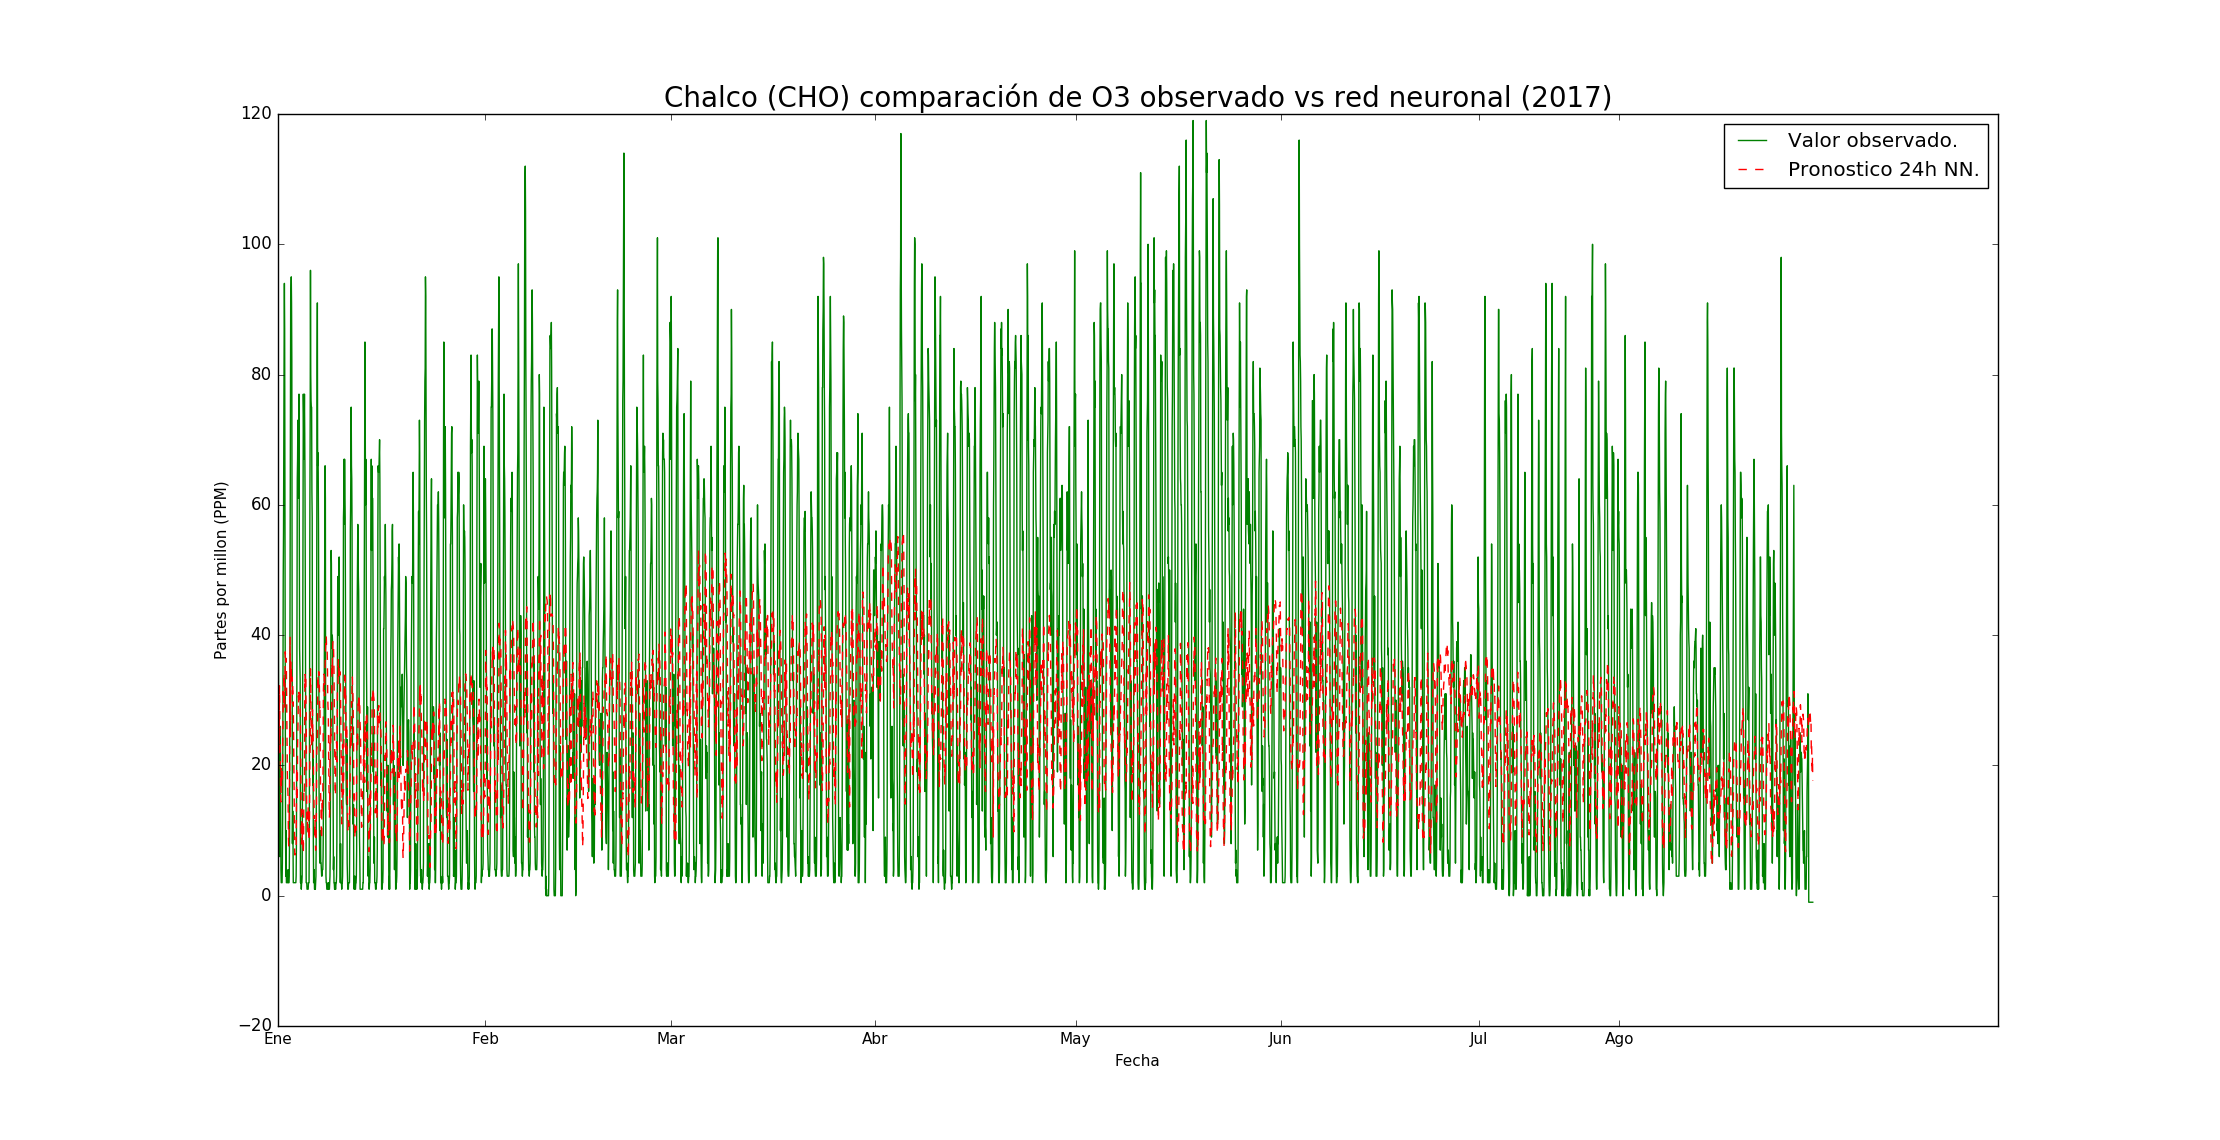 Chalco (CHO) comparación de O3 observado vs red neuronal (2017)
120
100
80
60
40
20
0
−20
Partes por millon (PPM)
Valor observado.
Pronostico 24h NN.
Ene Feb Mar Abr May Jun Jul Ago
Fecha